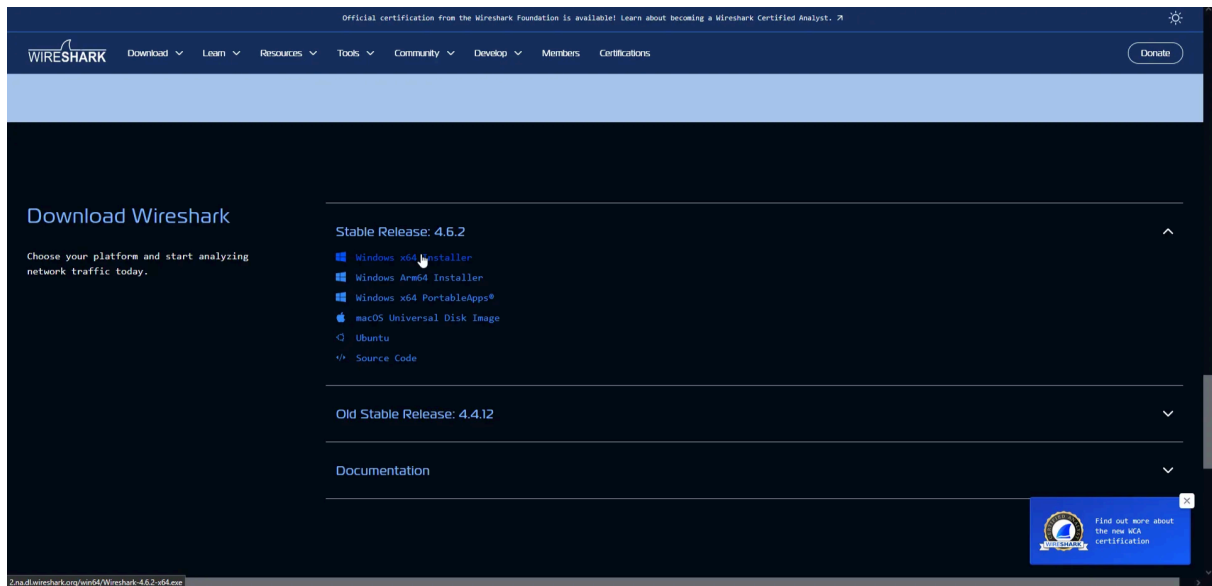 Official certification from the Wireshark Foundation is available! Learn about becoming a Wireshark Certified Analyst. ↗
WIRESHARK
Download
Learn
Resources
Tools
Community
Develop
Members
Certifications
Donate
Download Wireshark
Choose your platform and start analyzing
network traffic today.
Stable Release: 4.6.2
Windows x64 Installer
Windows Arm64 Installer
Windows x64 PortableApps®
macOS Universal Disk Image
Ubuntu
Source Code
Old Stable Release: 4.4.12
Documentation
WIRESHARK
Find out more about
the new WCA
certification
2.na.dl.wireshark.org/win64/Wireshark-4.6.2-x64.exe